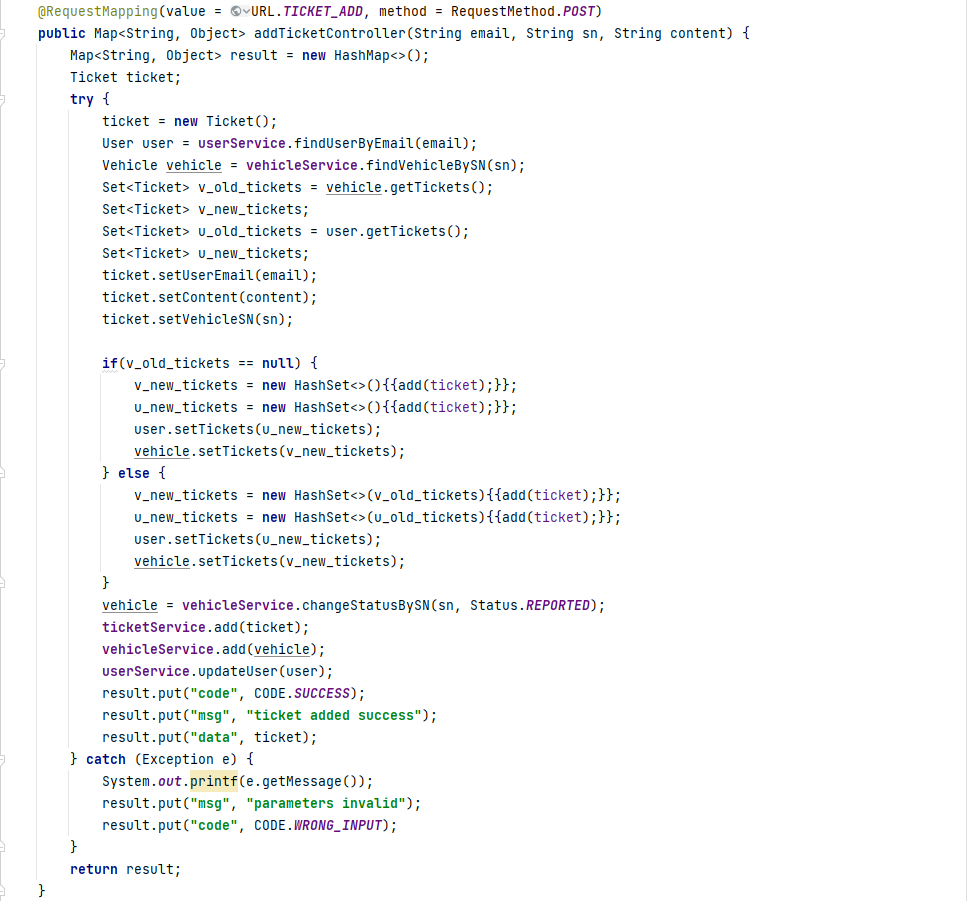 @RequestMapping(value = URL.TICKET_ADD, method = RequestMethod.POST)
public Map<String, Object> addTicketController(String email, String sn, String content) {
    Map<String, Object> result = new HashMap<>();
    Ticket ticket;
    try {
        ticket = new Ticket();
        User user = userService.findUserByEmail(email);
        Vehicle vehicle = vehicleService.findVehicleBySN(sn);
        Set<Ticket> v_old_tickets = vehicle.getTickets();
        Set<Ticket> v_new_tickets;
        Set<Ticket> u_old_tickets = user.getTickets();
        Set<Ticket> u_new_tickets;
        ticket.setUserEmail(email);
        ticket.setContent(content);
        ticket.setVehicleSN(sn);

        if(v_old_tickets == null) {
            v_new_tickets = new HashSet<>(){{add(ticket);}};
            u_new_tickets = new HashSet<>(){{add(ticket);}};
            user.setTickets(u_new_tickets);
            vehicle.setTickets(v_new_tickets);
        } else {
            v_new_tickets = new HashSet<>(v_old_tickets){{add(ticket);}};
            u_new_tickets = new HashSet<>(u_old_tickets){{add(ticket);}};
            user.setTickets(u_new_tickets);
            vehicle.setTickets(v_new_tickets);
        }
        vehicle = vehicleService.changeStatusBySN(sn, Status.REPORTED);
        ticketService.add(ticket);
        vehicleService.add(vehicle);
        userService.updateUser(user);
        result.put("code", CODE.SUCCESS);
        result.put("msg", "ticket added success");
        result.put("data", ticket);
    } catch (Exception e) {
        System.out.printf(e.getMessage());
        result.put("msg", "parameters invalid");
        result.put("code", CODE.WRONG_INPUT);
    }
    return result;
}